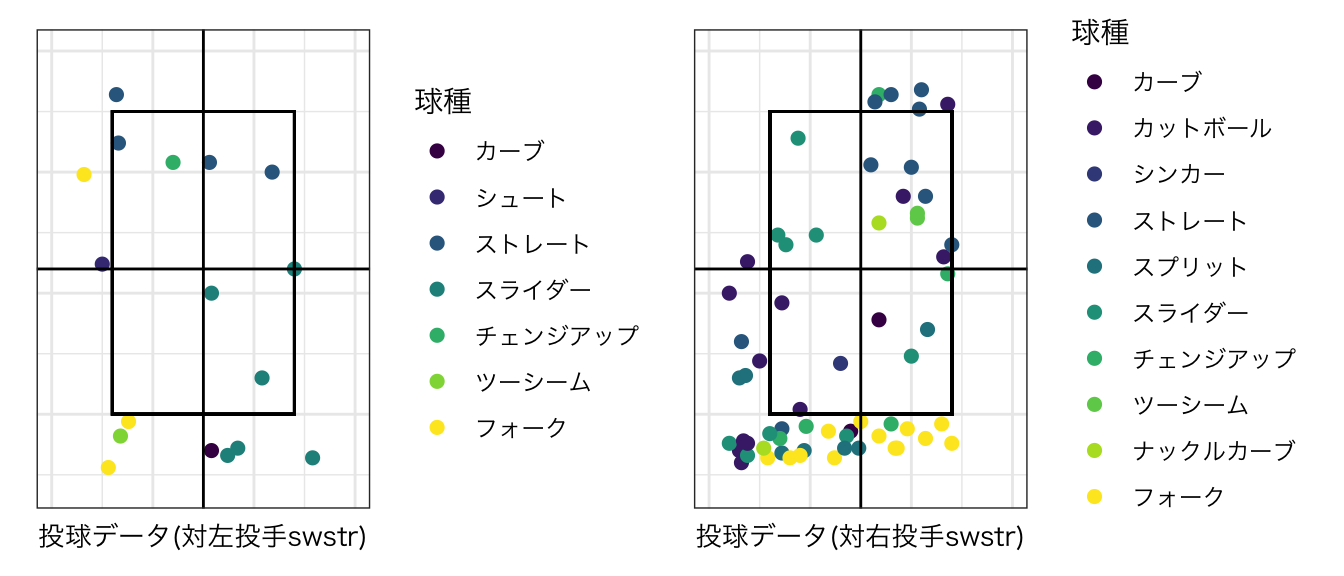 球種
カーブ
シュート
ストレート
スライダー
チェンジアップ
ツーシーム
フォーク
投球データ(対左投手swstr)
球種
カーブ
カットボール
シンカー
ストレート
スプリット
スライダー
チェンジアップ
ツーシーム
ナックルカーブ
フォーク
投球データ(対右投手swstr)